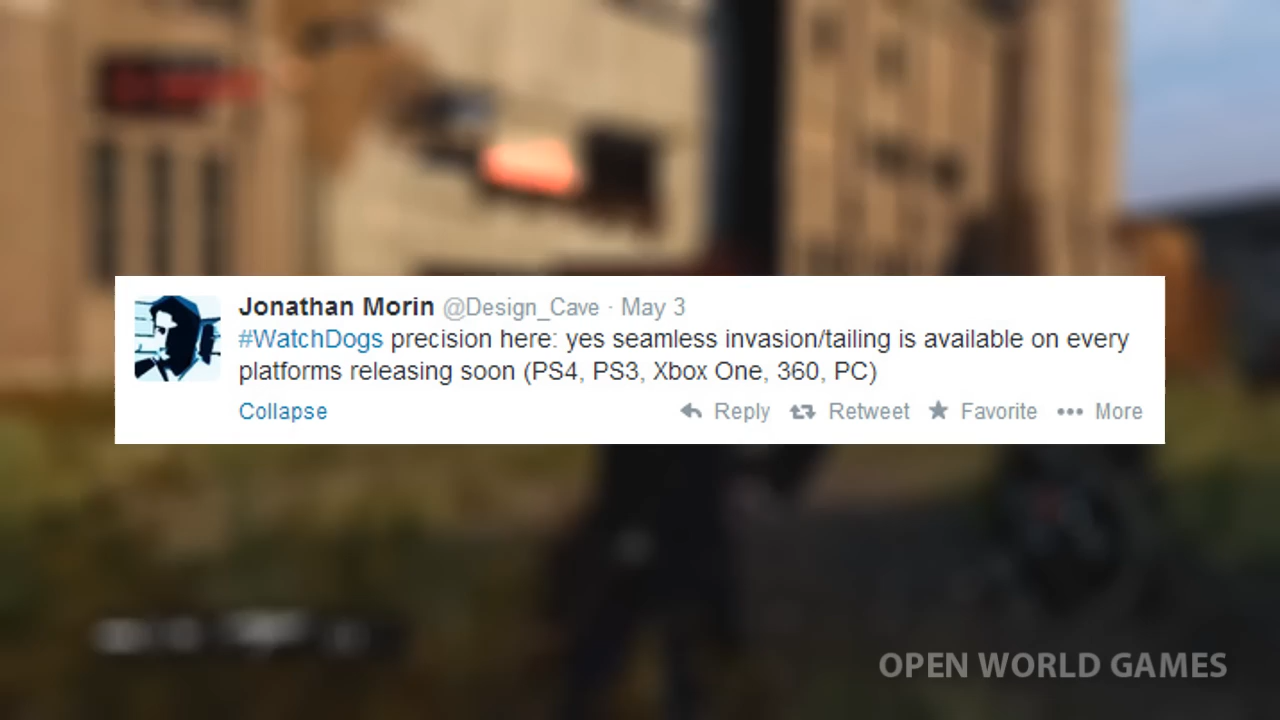 Jonathan Morin @Design_Cave · May 3
#WatchDogs precision here: yes seamless invasion/tailing is available on every
platforms releasing soon (PS4, PS3, Xbox One, 360, PC)
Collapse Reply Retweet Favorite More
OPEN WORLD GAMES